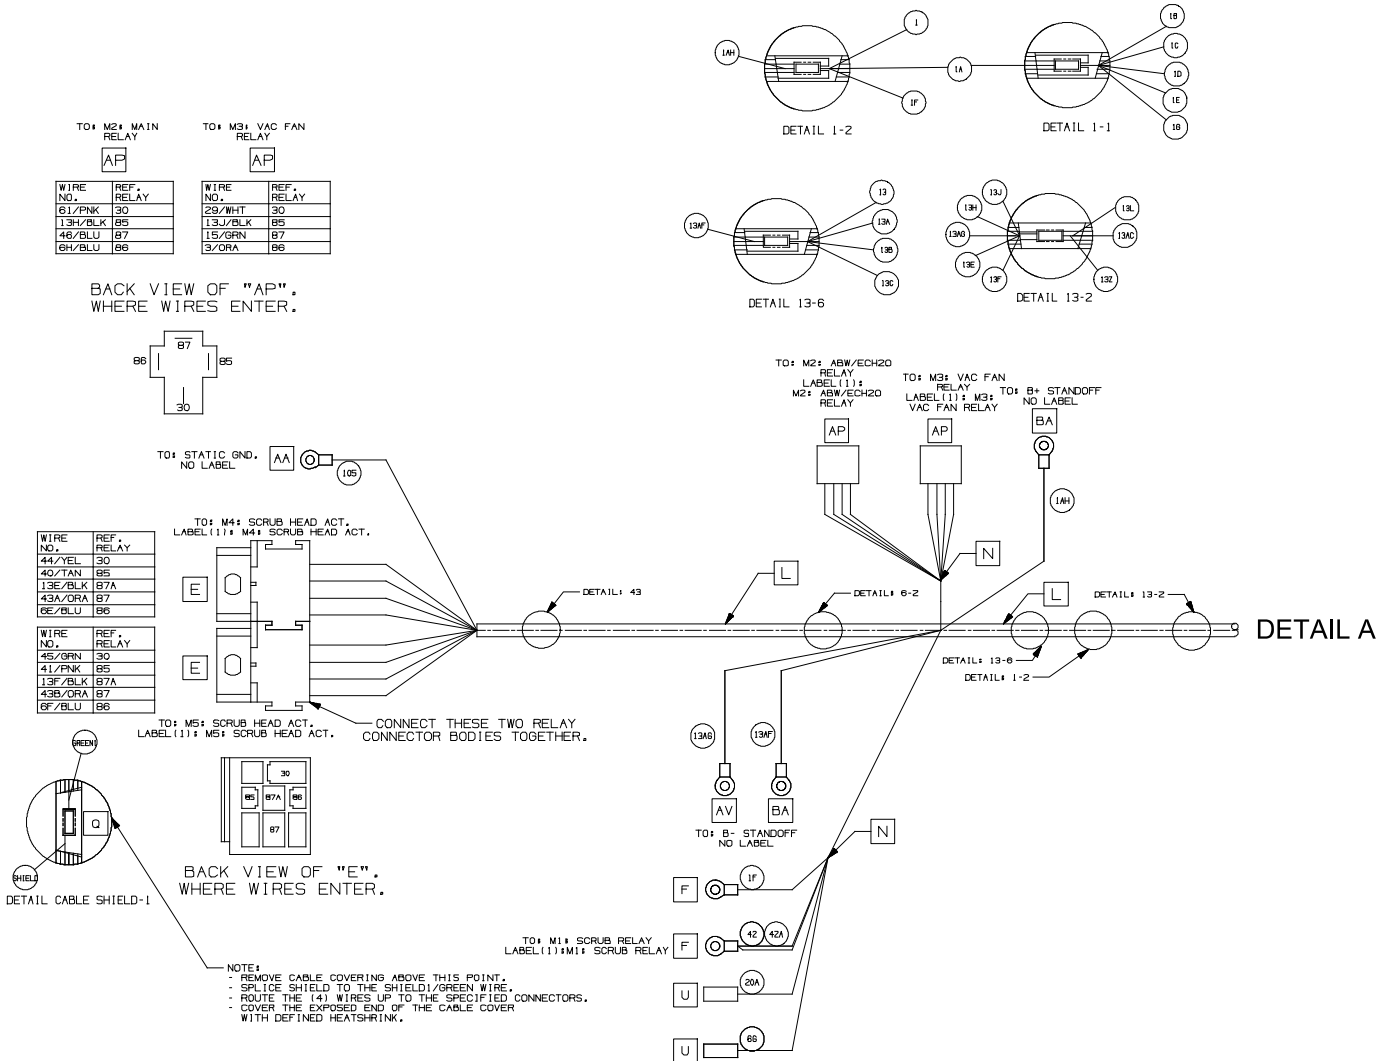 1
1AH
1A
1F
DETAIL 1-2
1B
1C
1D
1E
1G
DETAIL 1-1
TO: M2: MAIN
RELAY
AP
WIRE NO. REF. RELAY
61/PNK 30
13H/BLK 85
46/BLU 87
6H/BLU 86
TO: M3: VAC FAN
RELAY
AP
WIRE NO. REF. RELAY
29/WHT 30
13J/BLK 85
15/GRN 87
3/ORA 86
13
13AF
13A
13B
13C
DETAIL 13-6
13J
13H
13AG
13E
13F
13L
13AC
13Z
DETAIL 13-2
BACK VIEW OF "AP".
WHERE WIRES ENTER.
87
86
85
30
TO: M2: ABW/ECH20
RELAY
LABEL(1):
M2: ABW/ECH20
RELAY
AP
TO: M3: VAC FAN
RELAY
LABEL(1): M3:
VAC FAN RELAY
AP
TO: B+ STANDOFF
NO LABEL
BA
1AH
TO: STATIC GND.
NO LABEL
AA
105
TO: M4: SCRUB HEAD ACT.
LABEL(1): M4: SCRUB HEAD ACT.
WIRE NO. REF. RELAY
44/YEL 30
40/TAN 85
13E/BLK 87A
43A/ORA 87
6E/BLU 86
E
WIRE NO. REF. RELAY
45/GRN 30
41/PNK 85
13F/BLK 87A
43B/ORA 87
6F/BLU 86
E
TO: M5: SCRUB HEAD ACT.
LABEL(1): M5: SCRUB HEAD ACT.
CONNECT THESE TWO RELAY
CONNECTOR BODIES TOGETHER.
DETAIL: 43
L
DETAIL: 6-2
N
L
DETAIL: 13-2
DETAIL A
DETAIL: 13-6
DETAIL: 1-2
13AG
13AF
AV
BA
TO: B- STANDOFF
NO LABEL
GREEN1
Q
SHIELD
DETAIL CABLE SHIELD-1
30
85
87A
86
87
BACK VIEW OF "E".
WHERE WIRES ENTER.
N
F
1F
TO: M1: SCRUB RELAY
LABEL(1):M1: SCRUB RELAY
F
42
42A
U
20A
U
6G
NOTE:
- REMOVE CABLE COVERING ABOVE THIS POINT.
- SPLICE SHIELD TO THE SHIELD1/GREEN WIRE.
- ROUTE THE (4) WIRES UP TO THE SPECIFIED CONNECTORS.
- COVER THE EXPOSED END OF THE CABLE COVER
WITH DEFINED HEATSHRINK.